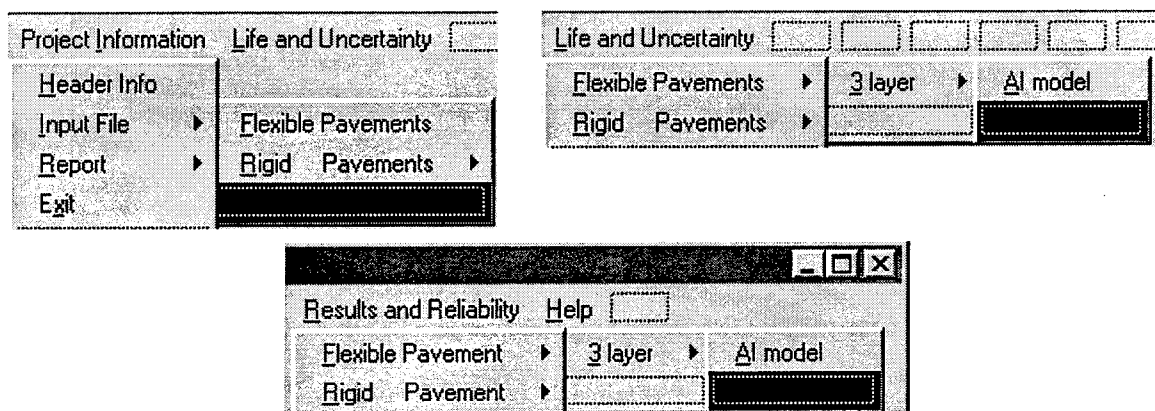 Project Information Life and Uncertainty
Header Info
Input File Flexible Pavements
Report Rigid Pavements
Exit
Life and Uncertainty
Flexible Pavements 3 layer AI model
Rigid Pavements
Results and Reliability Help
Flexible Pavement 3 layer AI model
Rigid Pavement